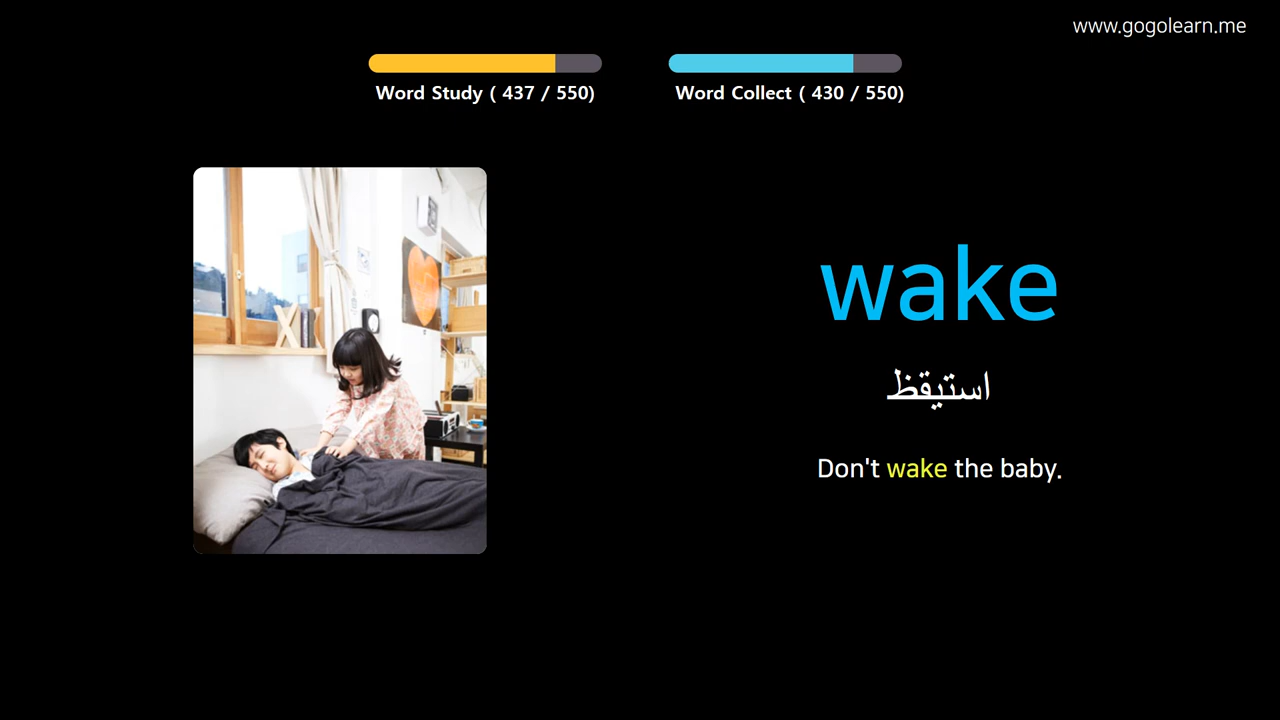 www.gogolearn.me
Word Study ( 437 / 550)
Word Collect ( 430 / 550)
wake
استيقظ
Don't wake the baby.